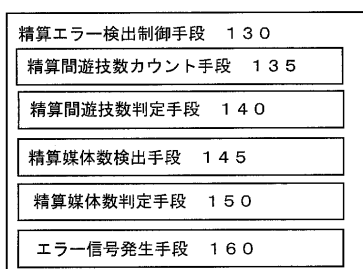 精算エラー検出制御手段　１３０
精算間遊技数カウント手段　１３５
精算間遊技数判定手段　１４０
精算媒体数検出手段　１４５
精算媒体数判定手段　１５０
エラー信号発生手段　１６０